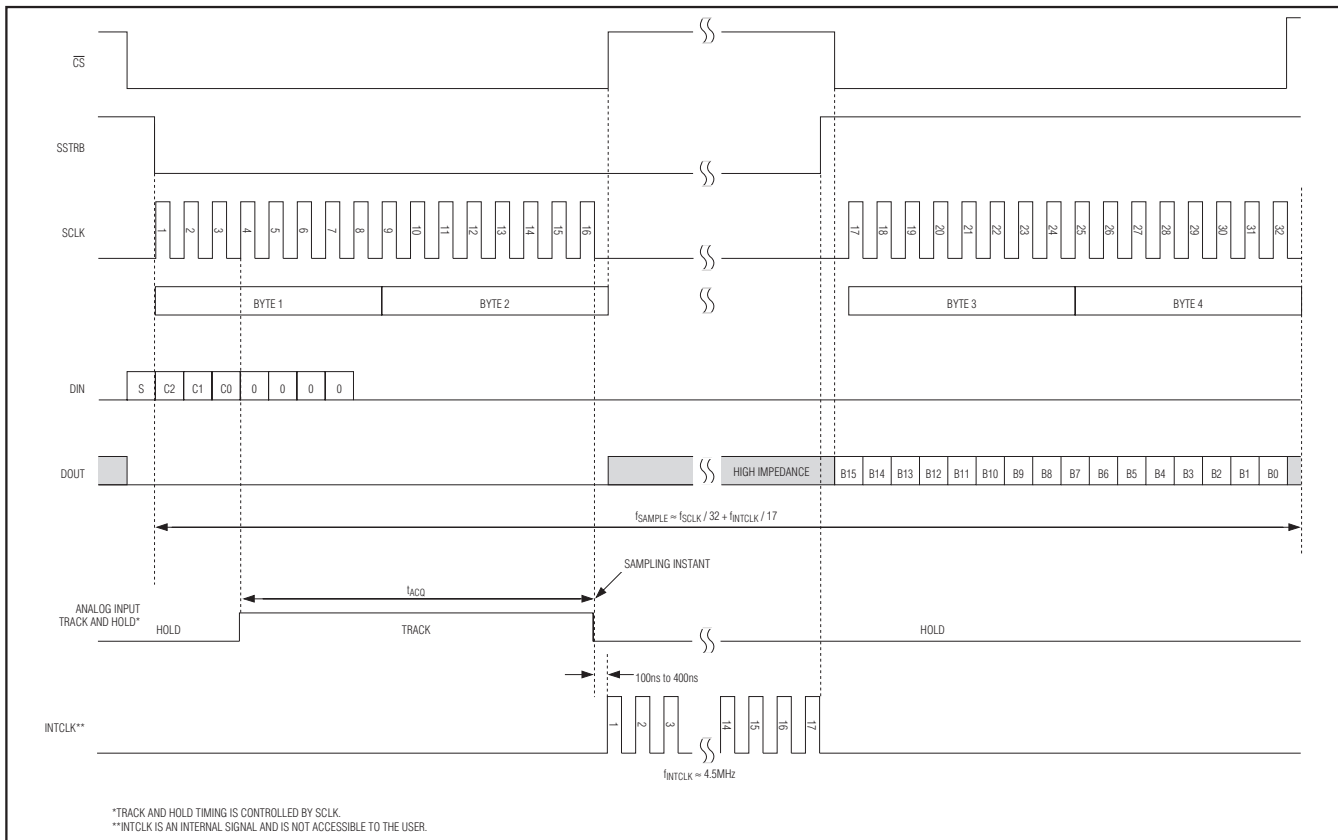 CS
SSTRB
SCLK
1 2 3 4 5 6 7 8 9 10 11 12 13 14 15 16 17 18 19 20 21 22 23 24 25 26 27 28 29 30 31 32
BYTE 1 BYTE 2 BYTE 3 BYTE 4
DIN
S C2 C1 C0 0 0 0 0
DOUT
HIGH IMPEDANCE
B15 B14 B13 B12 B11 B10 B9 B8 B7 B6 B5 B4 B3 B2 B1 B0
fSAMPLE ≈ fSCLK / 32 + fINTCLK / 17
SAMPLING INSTANT
tACQ
ANALOG INPUT
TRACK AND HOLD*
HOLD TRACK HOLD
100ns to 400ns
INTCLK**
1 2 3 14 15 16 17
fINTCLK ≈ 4.5MHz
*TRACK AND HOLD TIMING IS CONTROLLED BY SCLK.
**INTCLK IS AN INTERNAL SIGNAL AND IS NOT ACCESSIBLE TO THE USER.